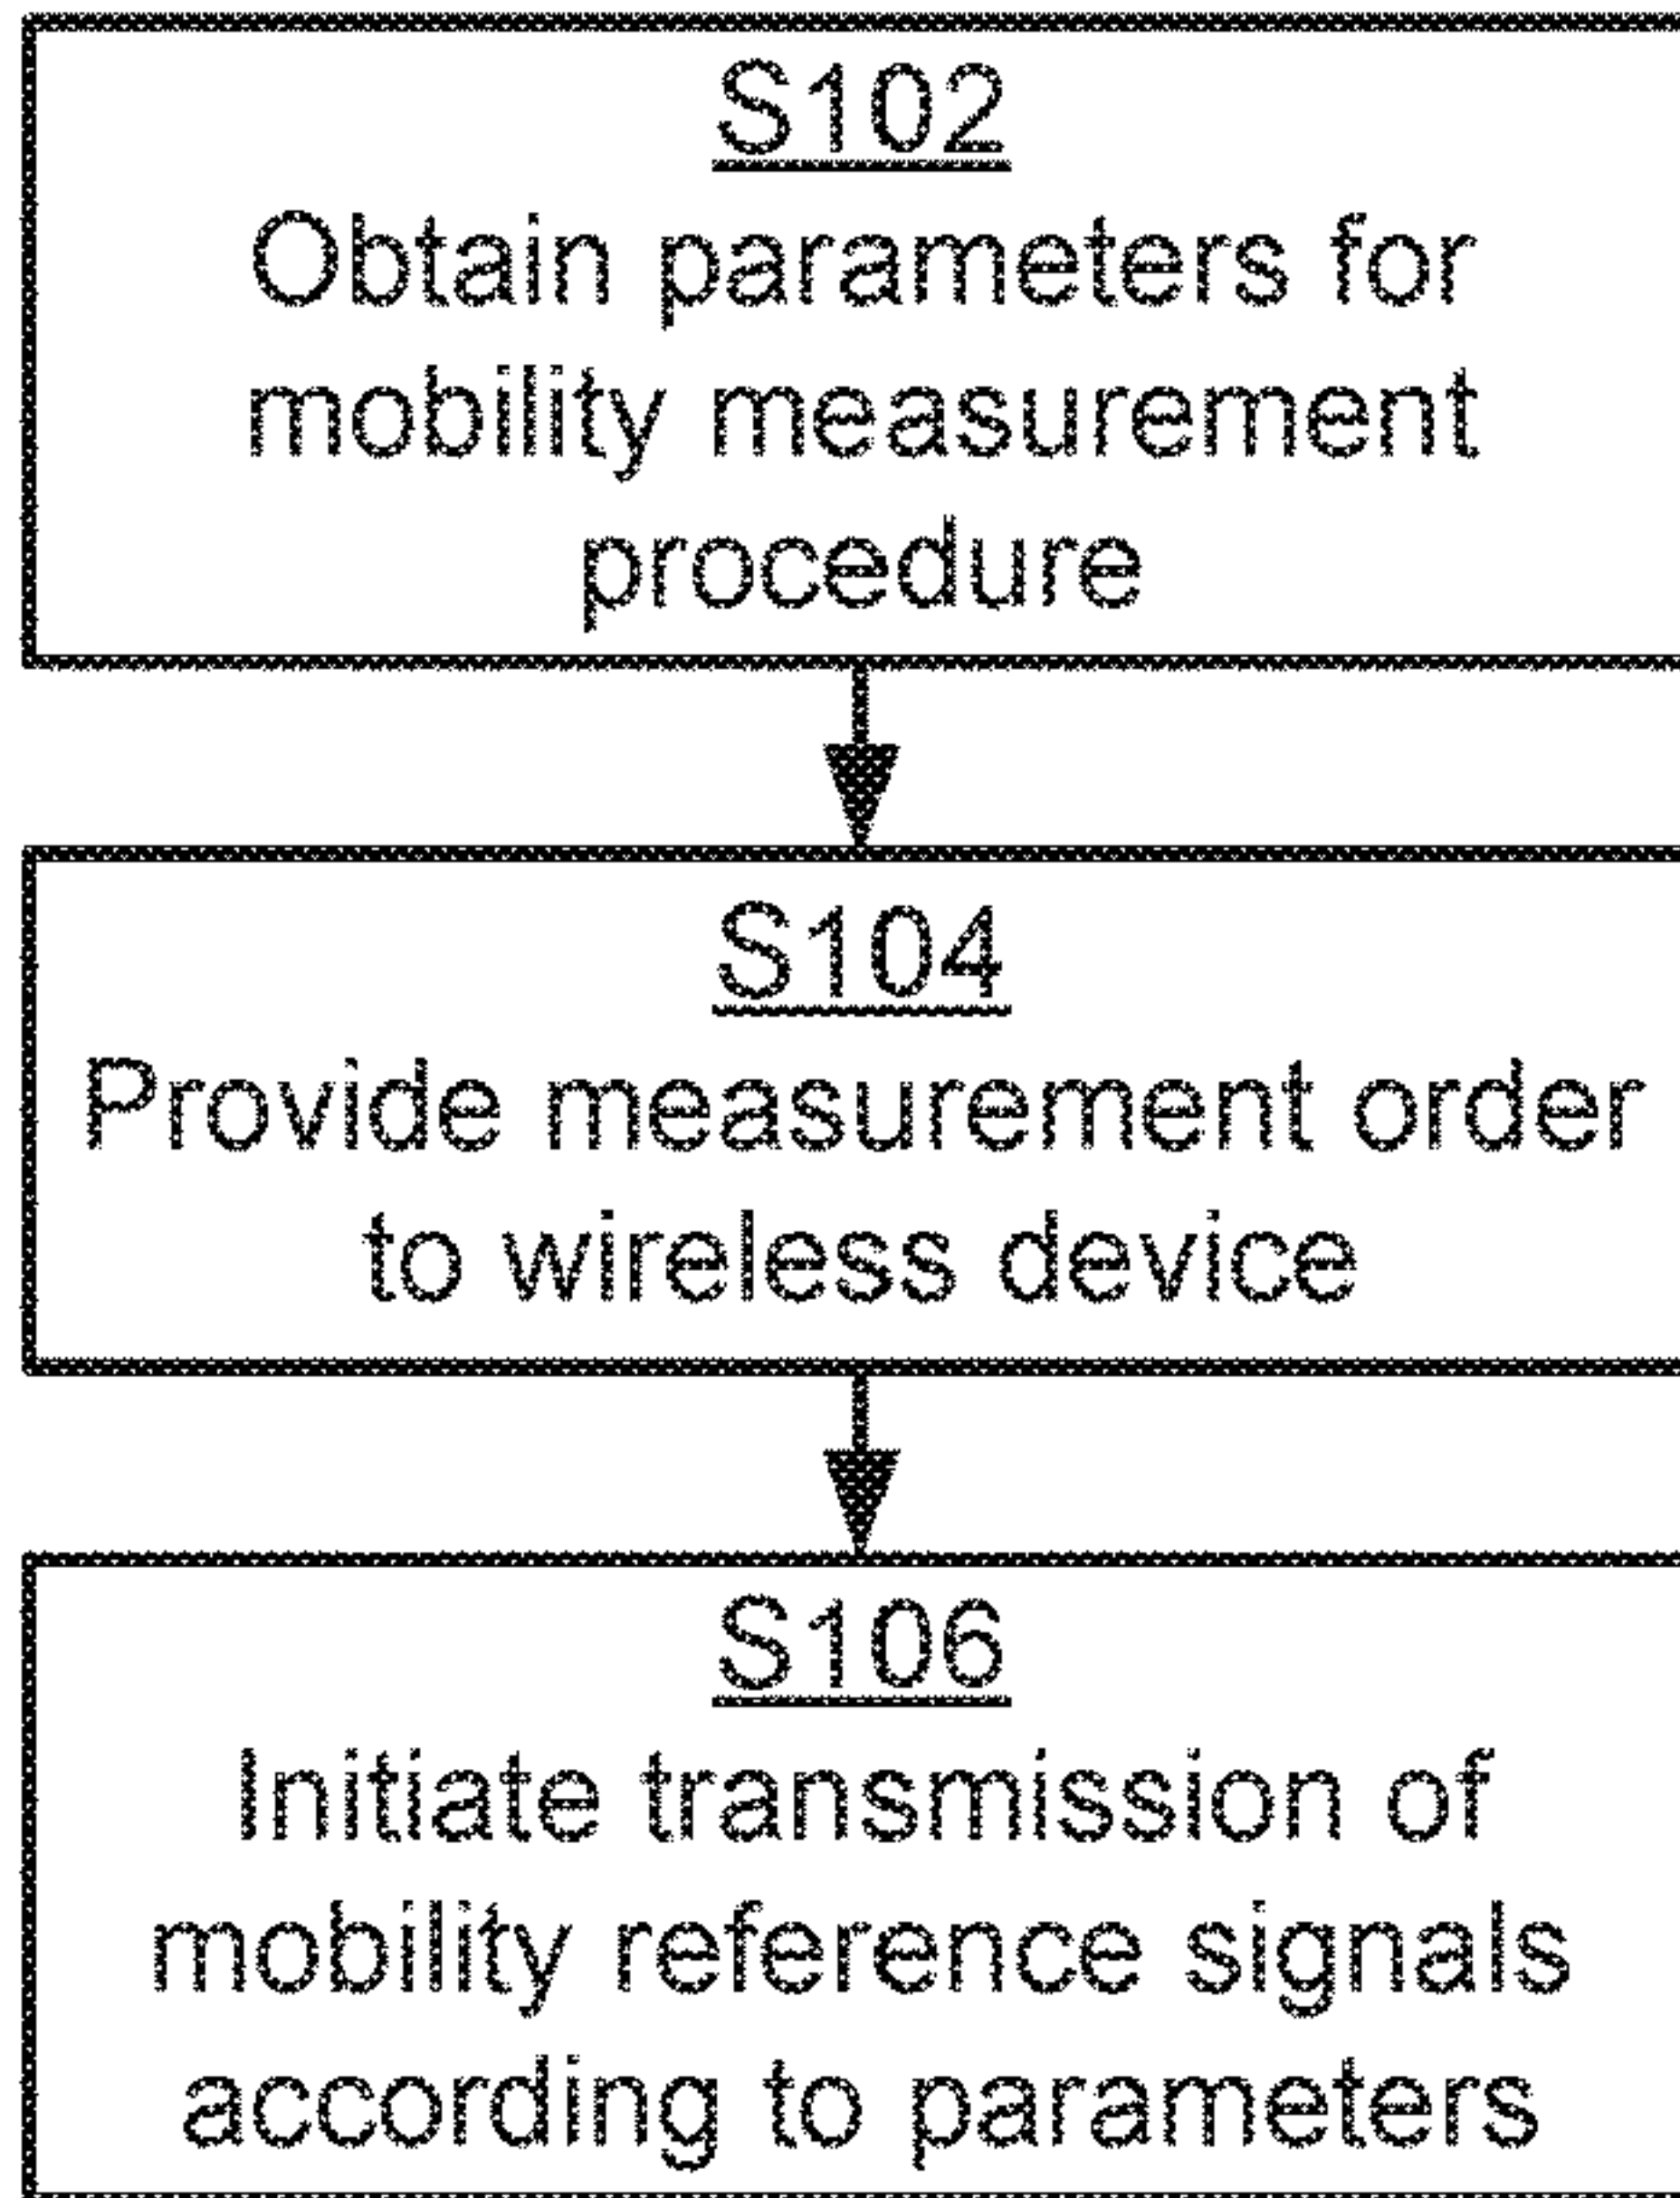 S102
Obtain parameters for
mobility measurement
procedure
S104
Provide measurement order
to wireless device
S106
Initiate transmission of
mobility reference signals
according to parameters